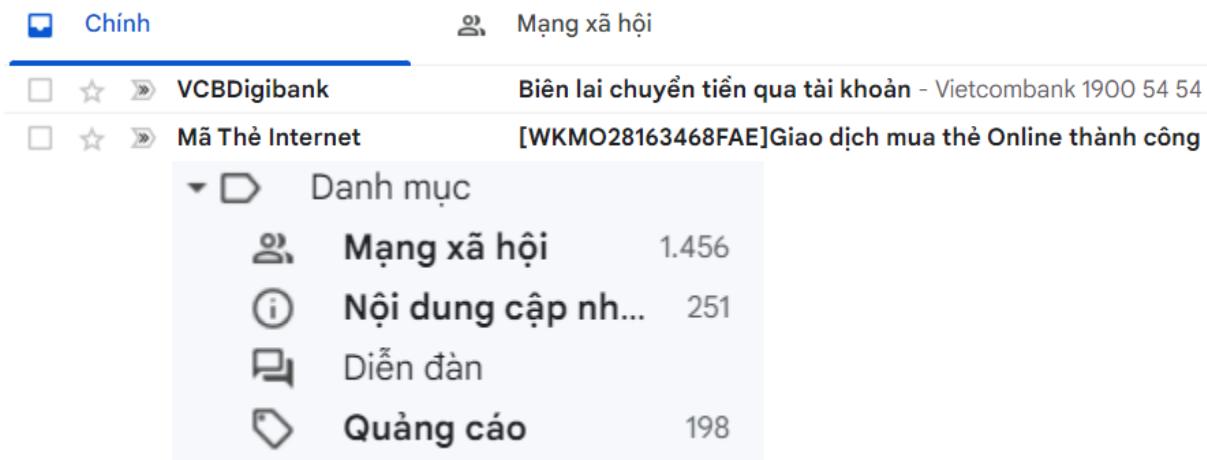 Chính Mạng xã hội
VCBDigibank Biên lai chuyển tiền qua tài khoản - Vietcombank 1900 54 54
Mã Thẻ Internet [WKMO28163468FAE]Giao dịch mua thẻ Online thành công
Danh mục
Mạng xã hội 1.456
Nội dung cập nh... 251
Diễn đàn
Quảng cáo 198